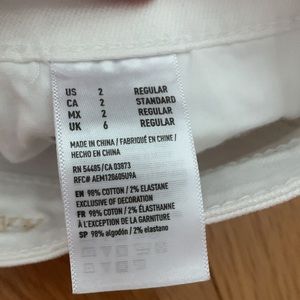 US 2 REGULAR
CA 2 STANDARD
MX 2 REGULAR
UK 6 REGULAR
MADE IN CHINA / FABRIQUÉ EN CHINE /
HECHO EN CHINA
RN 54485/CA 03873
RFC# AEM120605U9A
EN 98% COTTON / 2% ELASTANE
EXCLUSIVE OF DECORATION
FR 98% COTON / 2% ÉLASTHANNE
À L'EXCEPTION DE LA GARNITURE
SP 98% algodón / 2% elastano